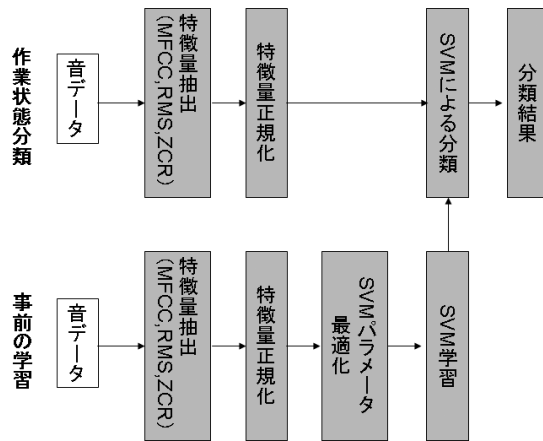 作業状態分類
音データ
特徴量抽出
(MFCC,RMS,ZCR)
特徴量正規化
SVMによる分類
分類結果
事前の学習
音データ
特徴量抽出
(MFCC,RMS,ZCR)
特徴量正規化
SVMパラメータ
最適化
SVM学習